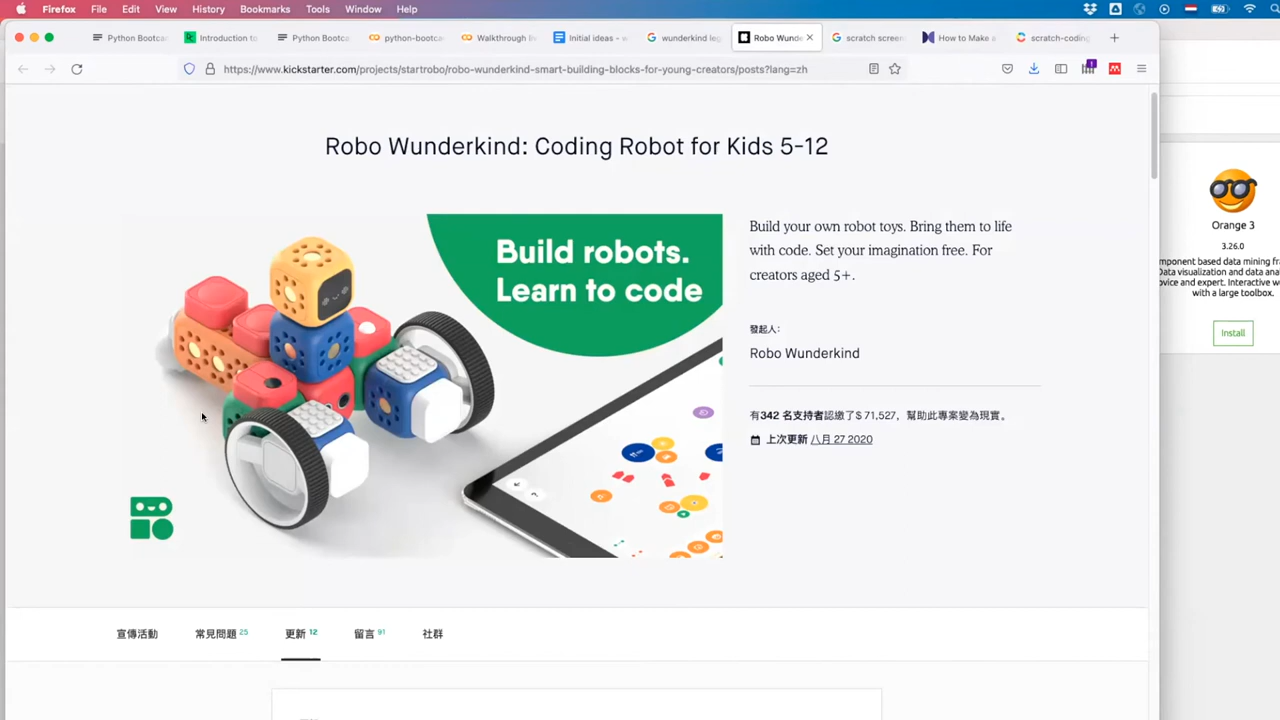 Firefox File Edit View History Bookmarks Tools Window Help
Python Bootca
Introduction to
Python Bootca
python-bootca
Walkthrough liv
Initial ideas -
wunderkind leg
Robo Wunde
scratch screen
How to Make a
scratch-coding
https://www.kickstarter.com/projects/startrobo/robo-wunderkind-smart-building-blocks-for-young-creators/posts?lang=zh
Robo Wunderkind: Coding Robot for Kids 5-12
Build robots.
Learn to code
Build your own robot toys. Bring them to life
with code. Set your imagination free. For
creators aged 5+.
發起人:
Robo Wunderkind
有342 名支持者認繳了$ 71,527，幫助此專案變為現實。
上次更新 八月 27 2020
宣傳活動 常見問題 25 更新 12 留言 91 社群
Orange 3
3.26.0
mponent based data mining fra
Data visualization and data anal
ovice and expert. Interactive wo
with a large toolbox.
Install